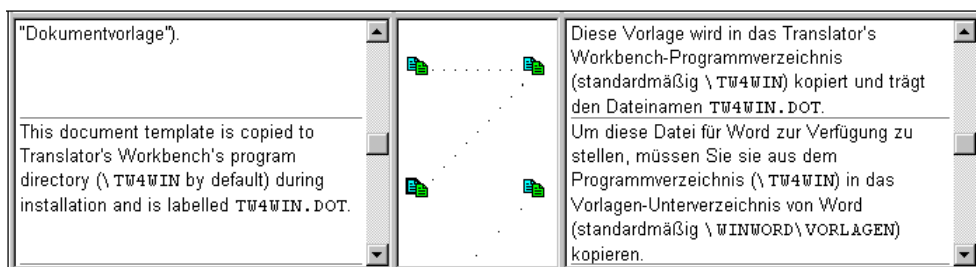 "Dokumentvorlage").
This document template is copied to
Translator's Workbench's program
directory (\TW4WIN by default) during
installation and is labelled TW4WIN.DOT.
Diese Vorlage wird in das Translator's
Workbench-Programmverzeichnis
(standardmäßig \TW4WIN) kopiert und trägt
den Dateinamen TW4WIN.DOT.
Um diese Datei für Word zur Verfügung zu
stellen, müssen Sie sie aus dem
Programmverzeichnis (\TW4WIN) in das
Vorlagen-Unterverzeichnis von Word
(standardmäßig \WINWORD\VORLAGEN)
kopieren.